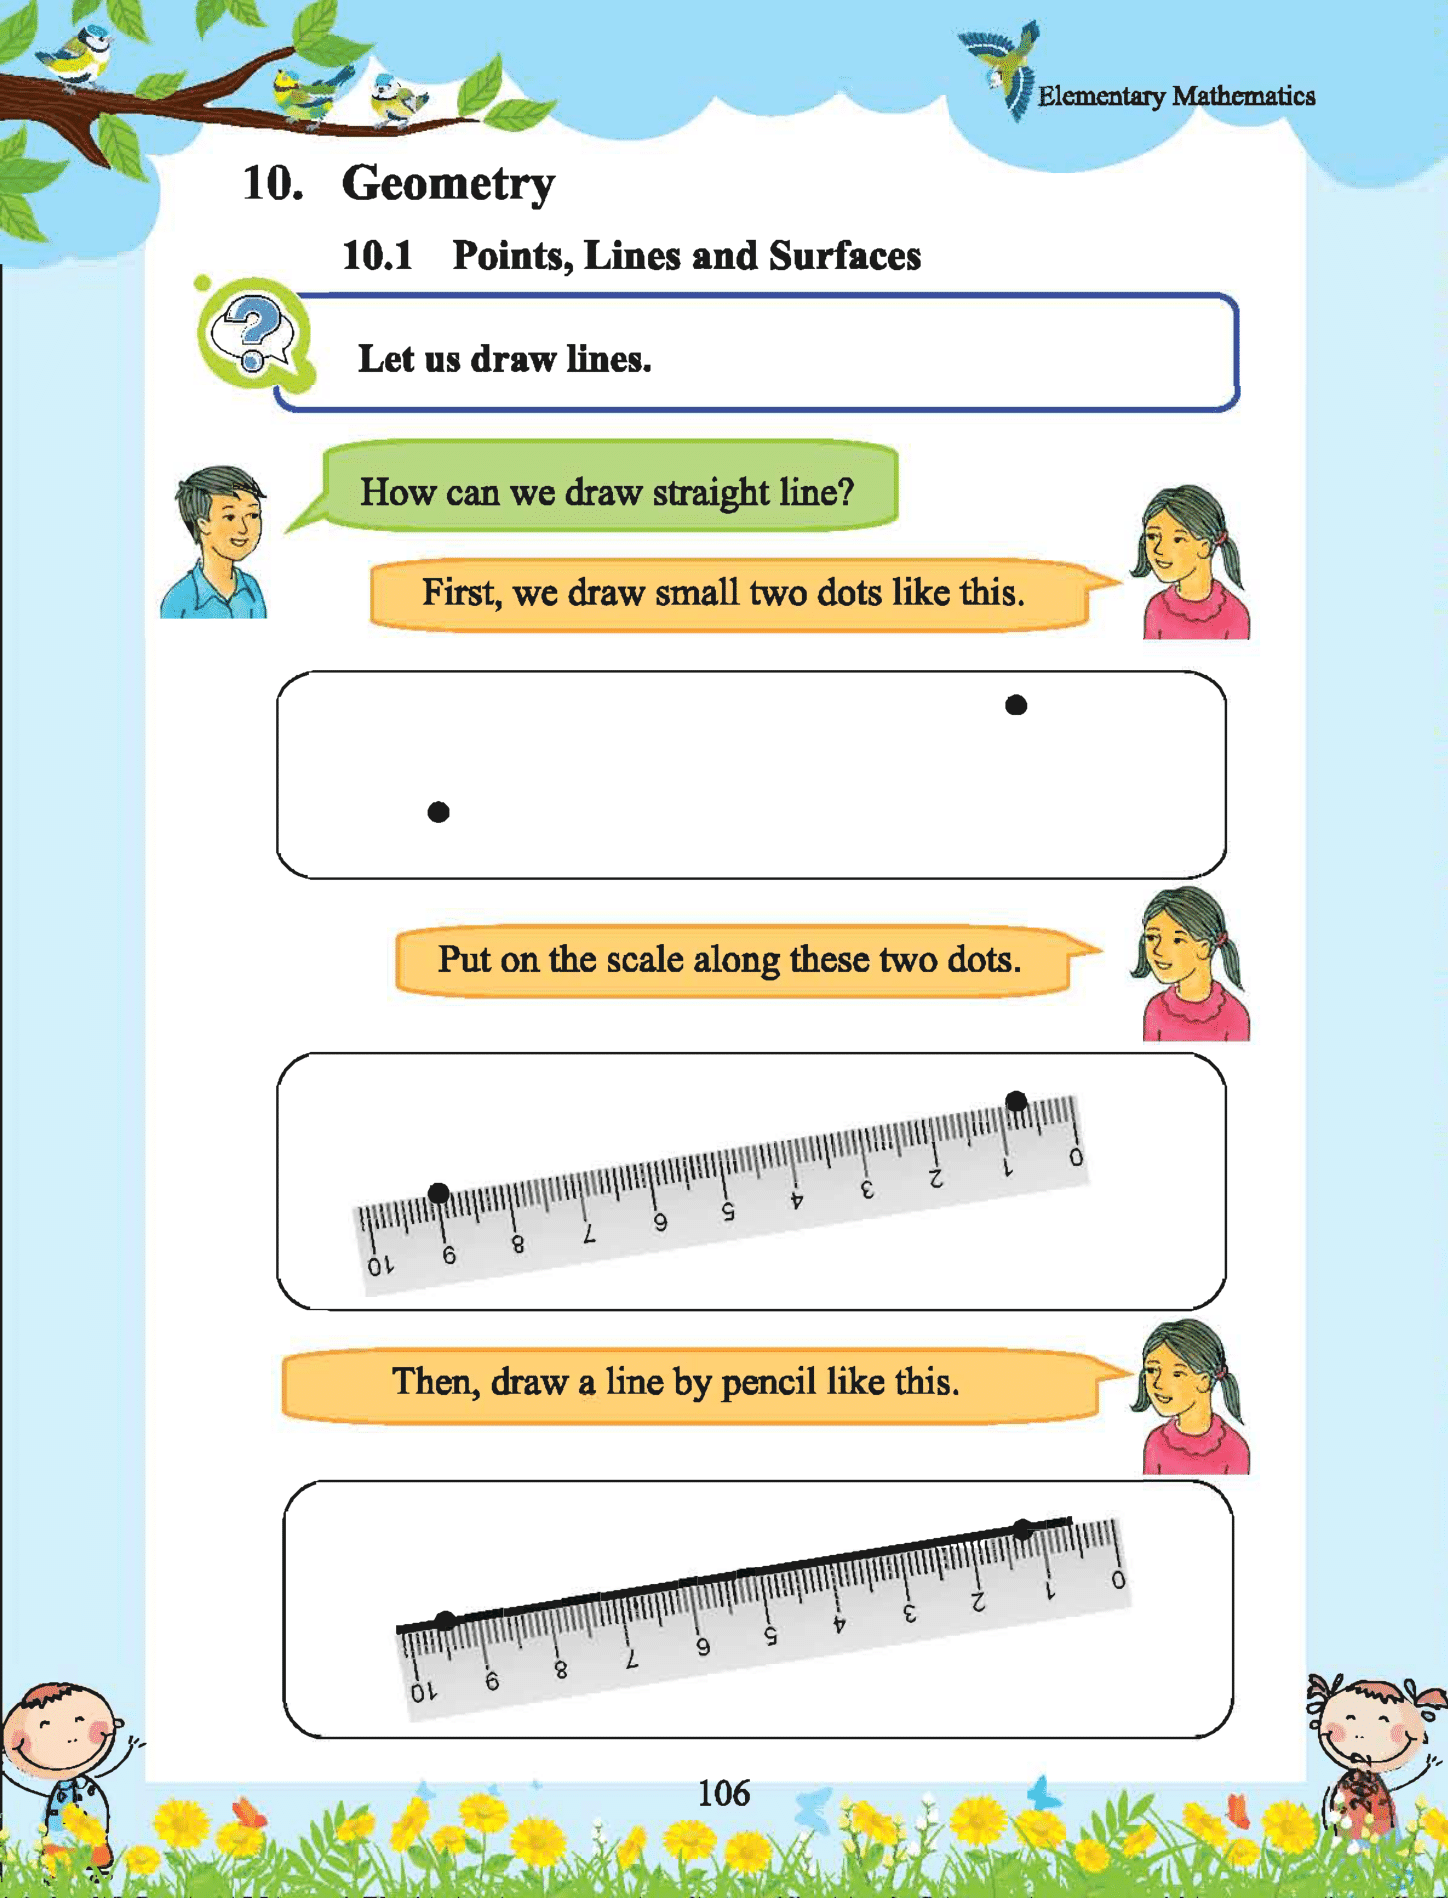 Elementary Mathematics
10. Geometry
10.1 Points, Lines and Surfaces
?
Let us draw lines.
How can we draw straight line?
First, we draw small two dots like this.
Put on the scale along these two dots.
10 9 8 7 6 5 4 3 2 1 0
Then, draw a line by pencil like this.
10 9 8 7 6 5 4 3 2 1 0
106